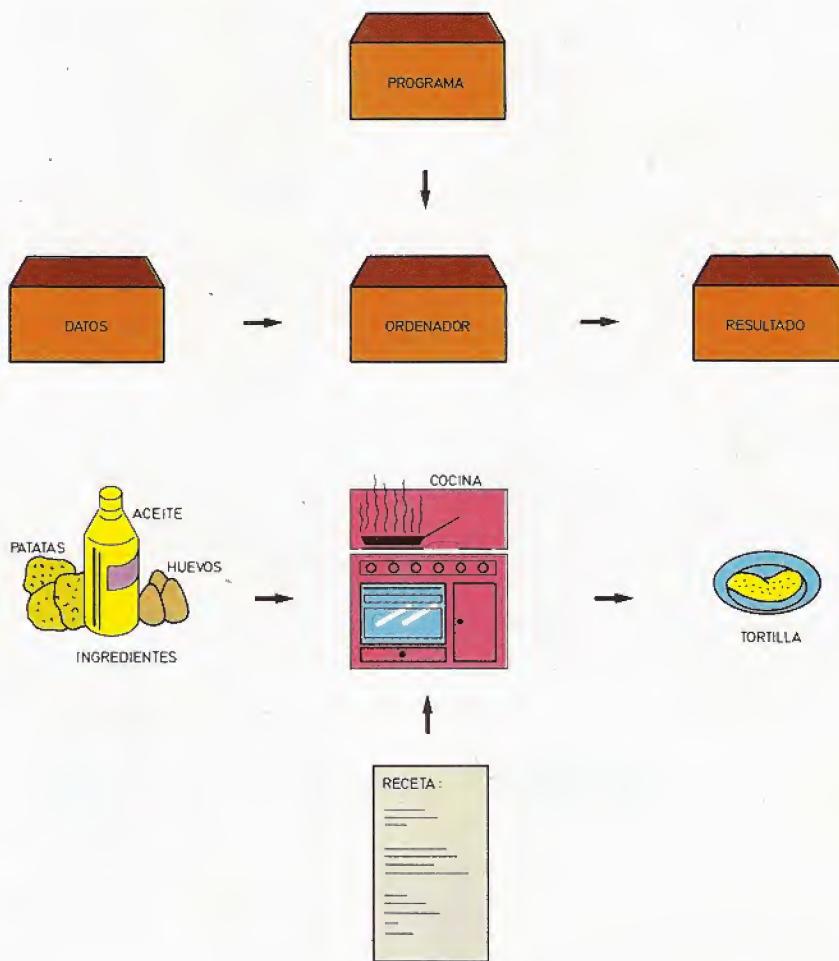 PROGRAMA
DATOS
ORDENADOR
RESULTADO
COCINA
ACEITE
PATATAS
HUEVOS
INGREDIENTES
TORTILLA
RECETA: